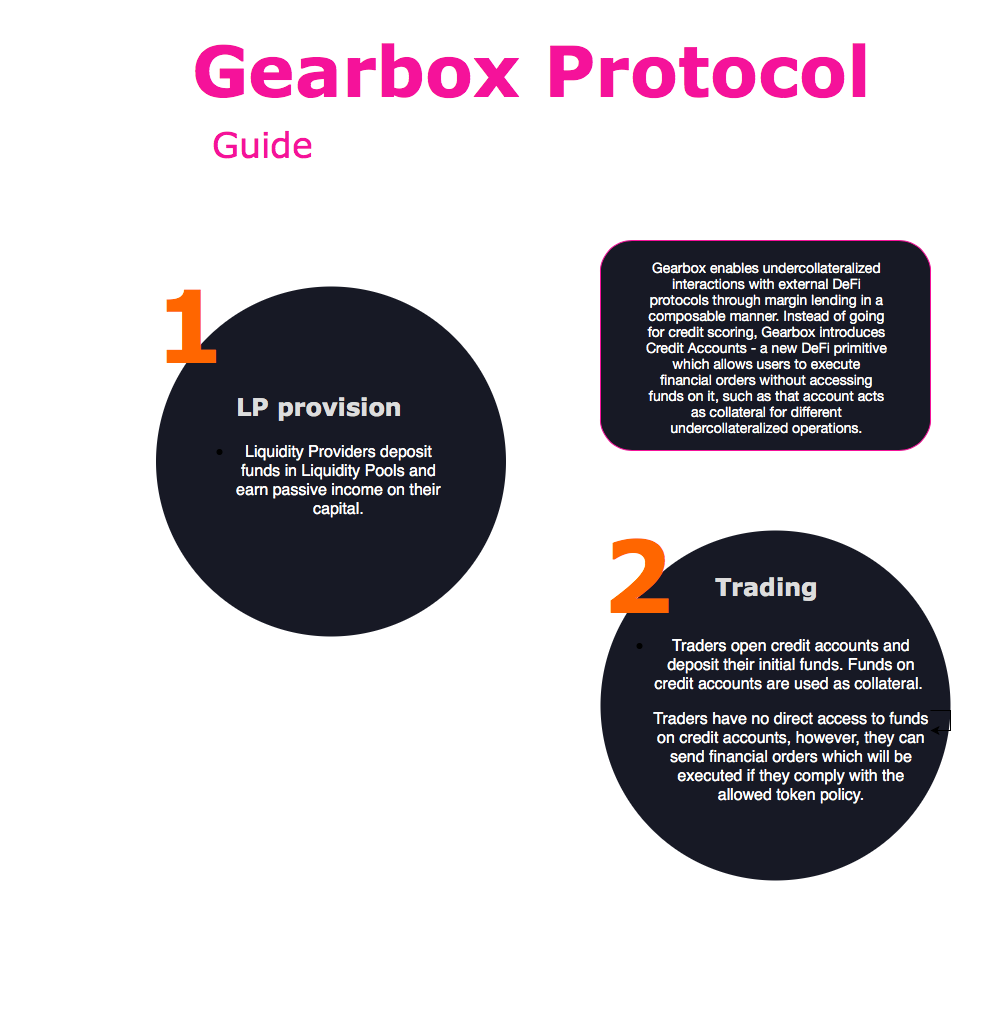 Gearbox Protocol
Guide
1
LP provision
• Liquidity Providers deposit
funds in Liquidity Pools and
earn passive income on their
capital.
Gearbox enables undercollateralized
interactions with external DeFi
protocols through margin lending in a
composable manner. Instead of going
for credit scoring, Gearbox introduces
Credit Accounts - a new DeFi primitive
which allows users to execute
financial orders without accessing
funds on it, such as that account acts
as collateral for different
undercollateralized operations.
2
Trading
• Traders open credit accounts and
deposit their initial funds. Funds on
credit accounts are used as collateral.
Traders have no direct access to funds
on credit accounts, however, they can
send financial orders which will be
executed if they comply with the
allowed token policy.